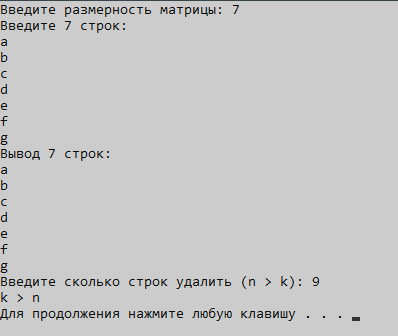 Введите размерность матрицы: 7
Введите 7 строк:
a
b
c
d
e
f
g
Вывод 7 строк:
a
b
c
d
e
f
g
Введите сколько строк удалить (n > k): 9
k > n
Для продолжения нажмите любую клавишу . . .